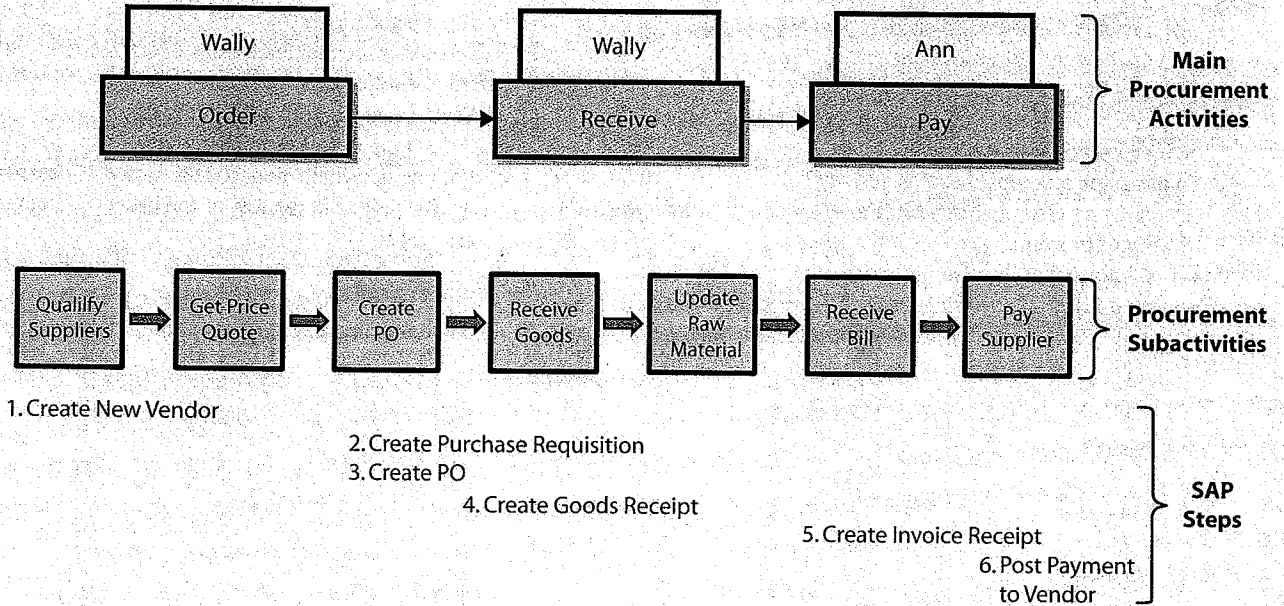 Wally
Wally
Ann
Order
Receive
Pay
Main
Procurement
Activities
Qualilfy
Suppliers
Get Price
Quote
Create
PO
Receive
Goods
Update
Raw
Material
Receive
Bill
Pay
Supplier
Procurement
Subactivities
1. Create New Vendor
2. Create Purchase Requisition
3. Create PO
4. Create Goods Receipt
5. Create Invoice Receipt
6. Post Payment
to Vendor
SAP
Steps